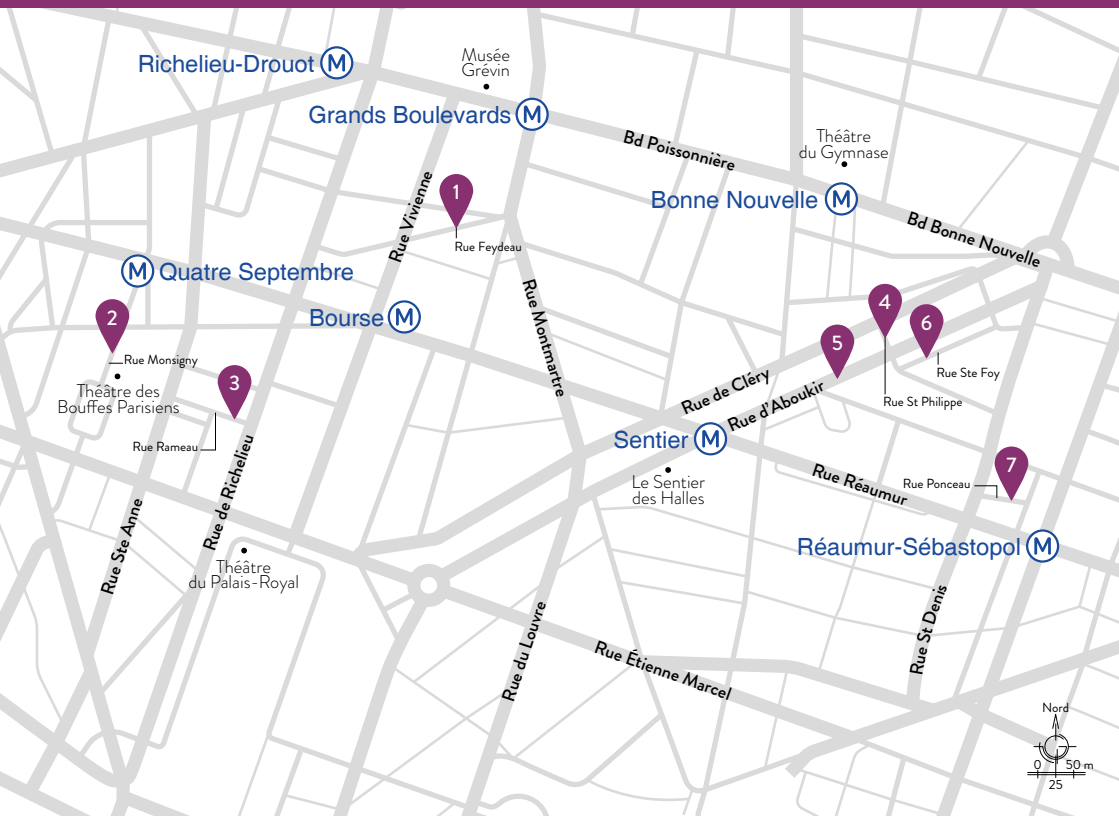 Richelieu-Drouot M
Musée
Grévin
Grands Boulevards M
Bd Poissonnière
Théâtre
du Gymnase
Bonne Nouvelle M
Bd Bonne Nouvelle
1
Rue Vivienne
Rue Feydeau
M Quatre Septembre
Bourse M
2
Rue Monsigny
Théâtre des
Bouffes Parisiens
3
Rue Rameau
Rue de Richelieu
Rue Ste Anne
Théâtre
du Palais-Royal
Rue Montmartre
4
5
6
Rue Ste Foy
Rue St Philippe
Rue de Cléry
Rue d'Aboukir
Sentier M
Le Sentier
des Halles
Rue Réaumur
7
Rue Ponceau
Réaumur-Sébastopol M
Rue St Denis
Rue du Louvre
Rue Étienne Marcel
Nord
0 50 m
25